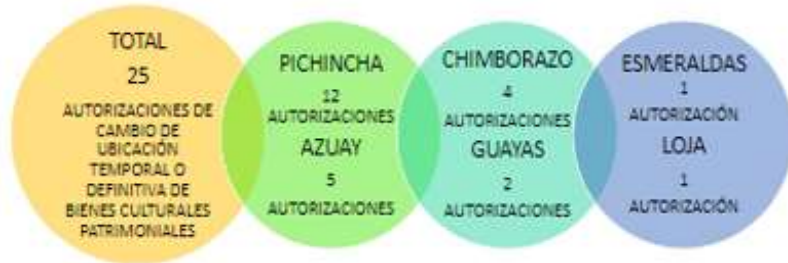 TOTAL
25
AUTORIZACIONES DE
CAMBIO DE
UBICACIÓN
TEMPORAL O
DEFINITIVA DE
BIENES CULTURALES
PATRIMONIALES
PICHINCHA
12
AUTORIZACIONES
AZUAY
5
AUTORIZACIONES
CHIMBORAZO
4
AUTORIZACIONES
GUAYAS
2
AUTORIZACIONES
ESMERALDAS
1
AUTORIZACIÓN
LOJA
1
AUTORIZACIÓN